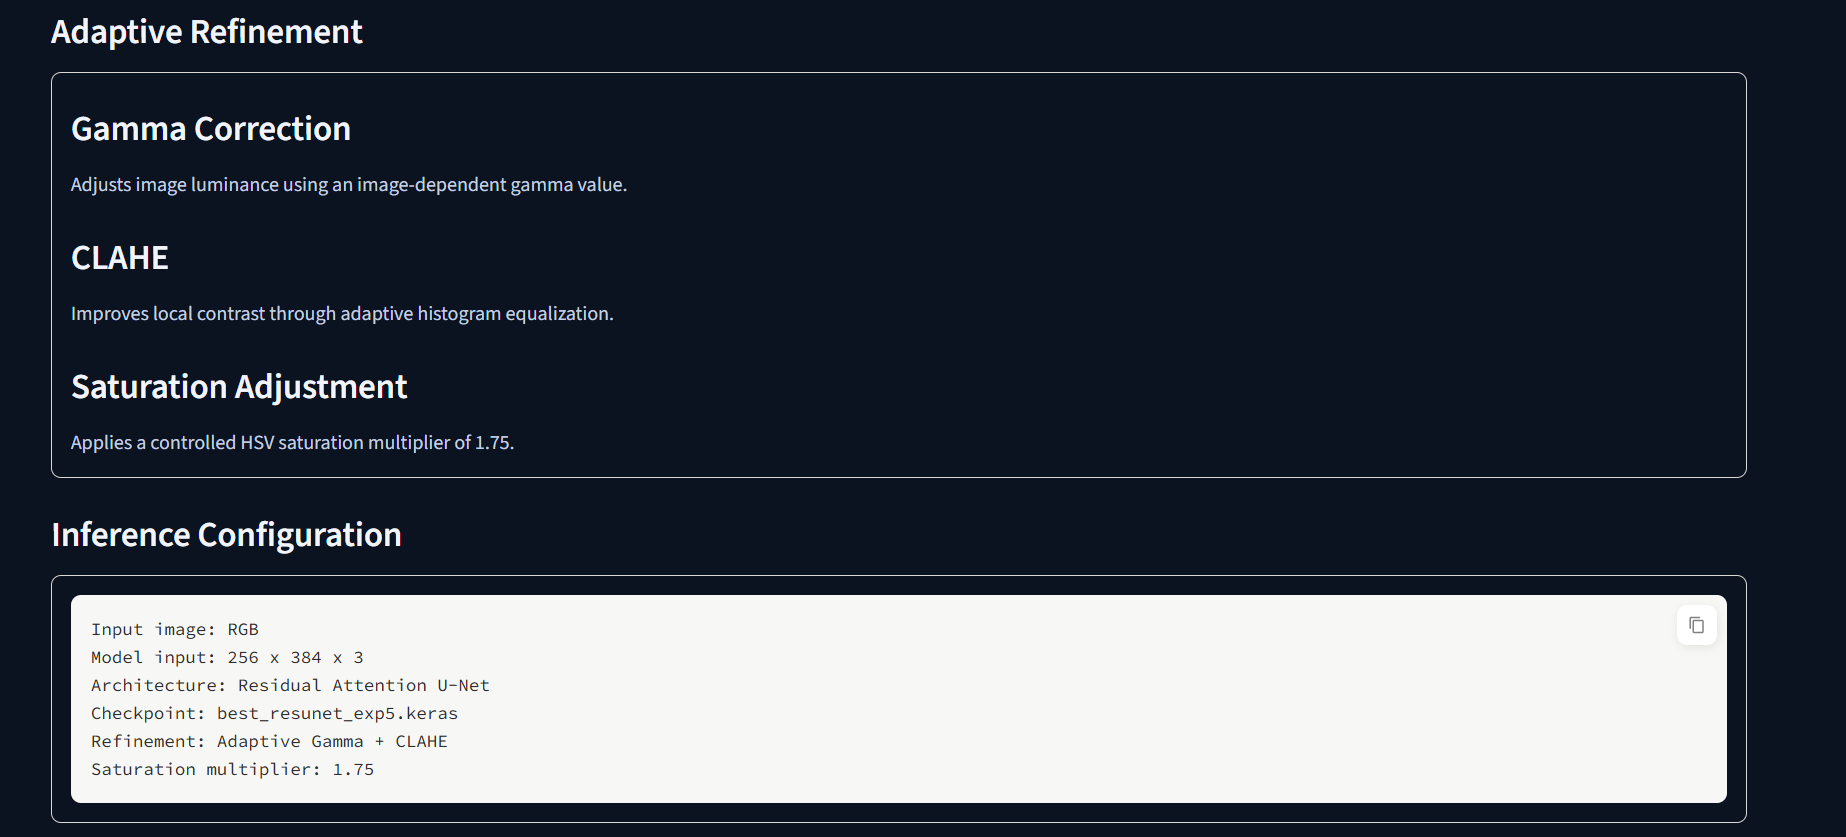 Adaptive Refinement
Gamma Correction
Adjusts image luminance using an image-dependent gamma value.
CLAHE
Improves local contrast through adaptive histogram equalization.
Saturation Adjustment
Applies a controlled HSV saturation multiplier of 1.75.
Inference Configuration
Input image: RGB
Model input: 256 x 384 x 3
Architecture: Residual Attention U-Net
Checkpoint: best_resunet_exp5.keras
Refinement: Adaptive Gamma + CLAHE
Saturation multiplier: 1.75